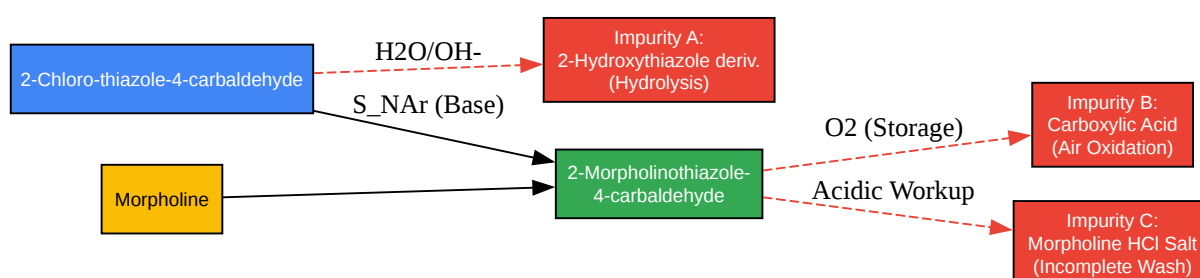 2-Chloro-thiazole-4-carbaldehyde
H2O/OH-
Impurity A:
2-Hydroxythiazole deriv.
(Hydrolysis)
S_NAr (Base)
Morpholine
2-Morpholinothiazole-
4-carbaldehyde
O2 (Storage)
Impurity B:
Carboxylic Acid
(Air Oxidation)
Acidic Workup
Impurity C:
Morpholine HCl Salt
(Incomplete Wash)